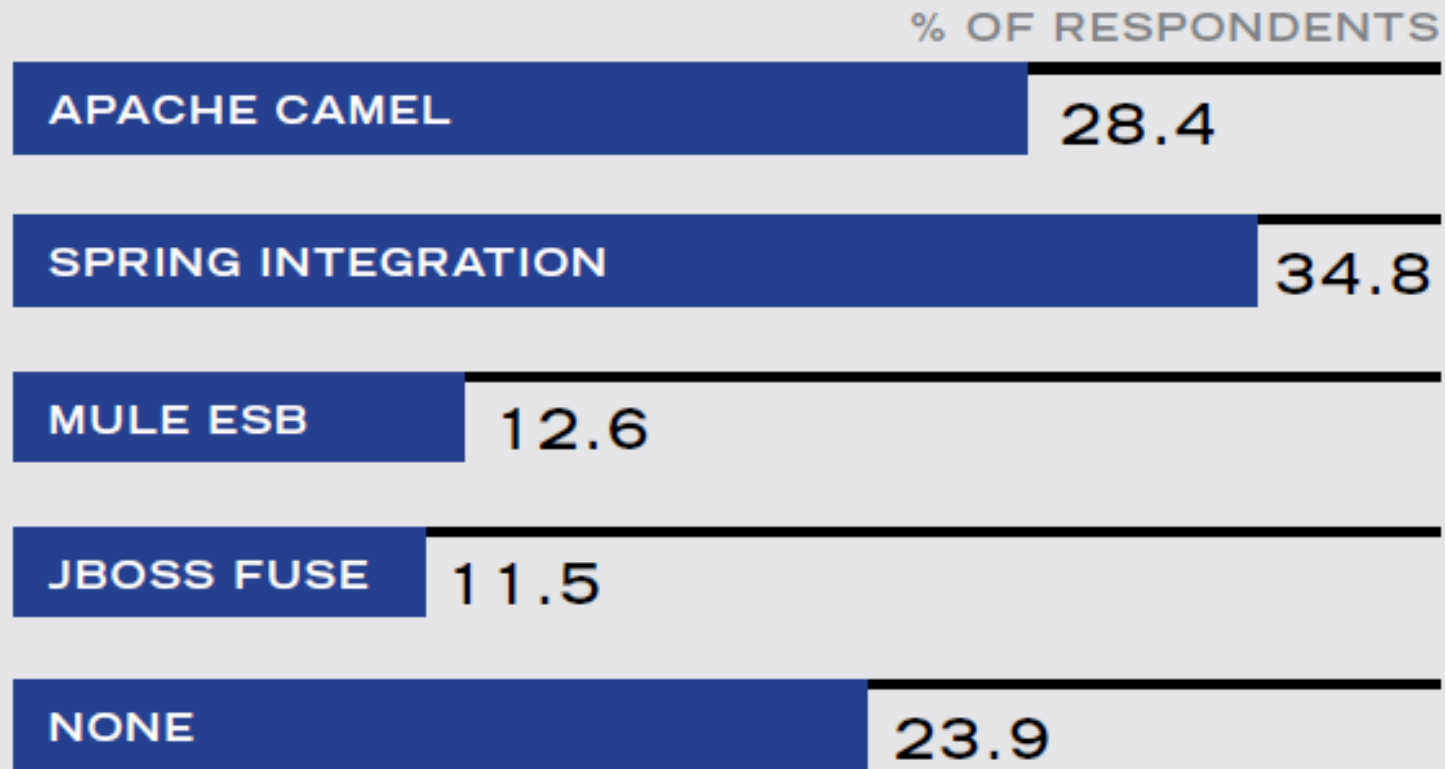 % OF RESPONDENTS
APACHE CAMEL 28.4
SPRING INTEGRATION 34.8
MULE ESB 12.6
JBOSS FUSE 11.5
NONE 23.9